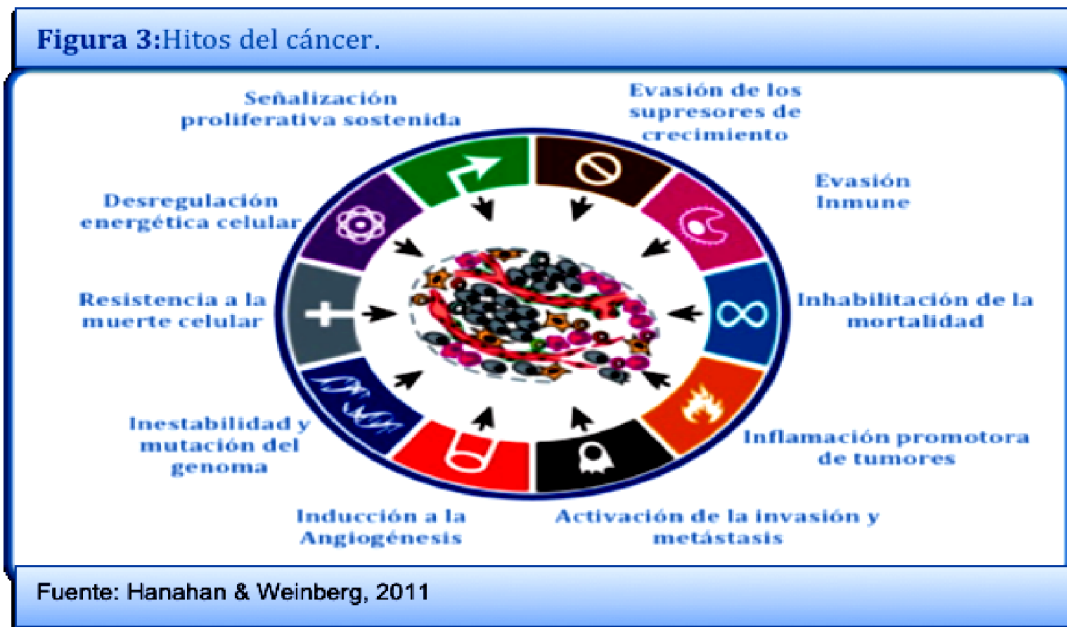 Figura 3:Hitos del cáncer.
Señalización
proliferativa sostenida
Evasión de los
supresores de
crecimiento
Desregulación
energética celular
Evasión
Inmune
Resistencia a la
muerte celular
Inhabilitación de la
mortalidad
Inestabilidad y
mutación del
genoma
Inflamación promotora
de tumores
Inducción a la
Angiogénesis
Activación de la invasión y
metástasis
Fuente: Hanahan & Weinberg, 2011